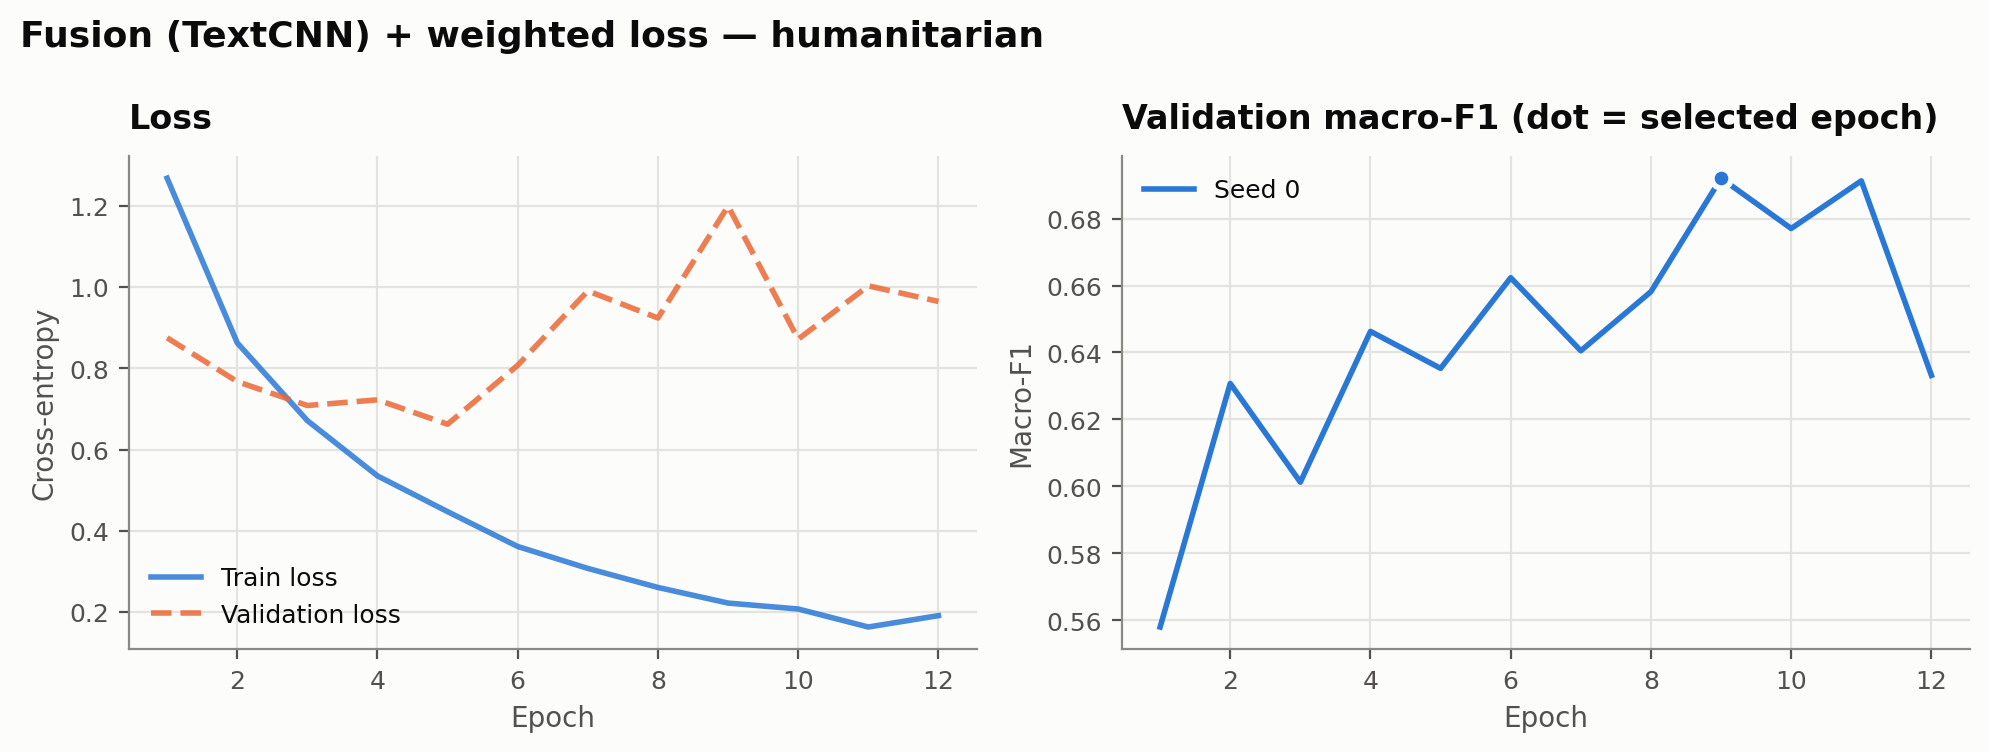 Fusion (TextCNN) + weighted loss — humanitarian
Loss
Cross-entropy
1.2
1.0
0.8
0.6
0.4
0.2
Train loss
Validation loss
2 4 6 8 10 12
Epoch
Validation macro-F1 (dot = selected epoch)
Macro-F1
Seed 0
0.68
0.66
0.64
0.62
0.60
0.58
0.56
2 4 6 8 10 12
Epoch